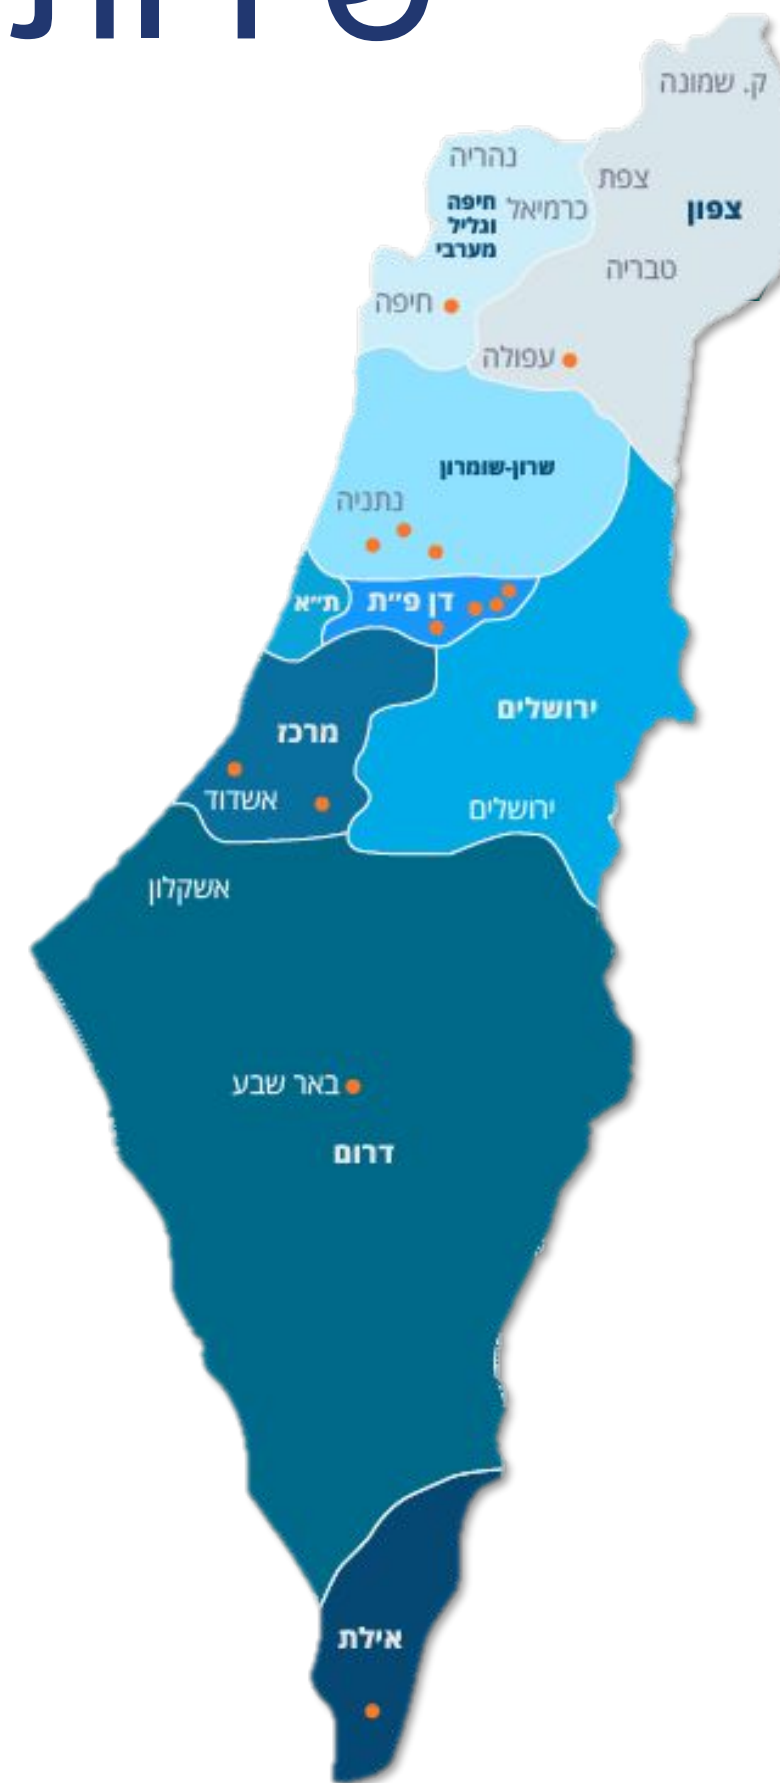 ק. שמונה
נהריה
צפת
כרמיאל
חיפה
וגליל
מערבי
צפון
טבריה
חיפה
עפולה
שרון-שומרון
נתניה
דן פ״ת
ת״א
ירושלים
מרכז
אשדוד
ירושלים
אשקלון
באר שבע
דרום
אילת